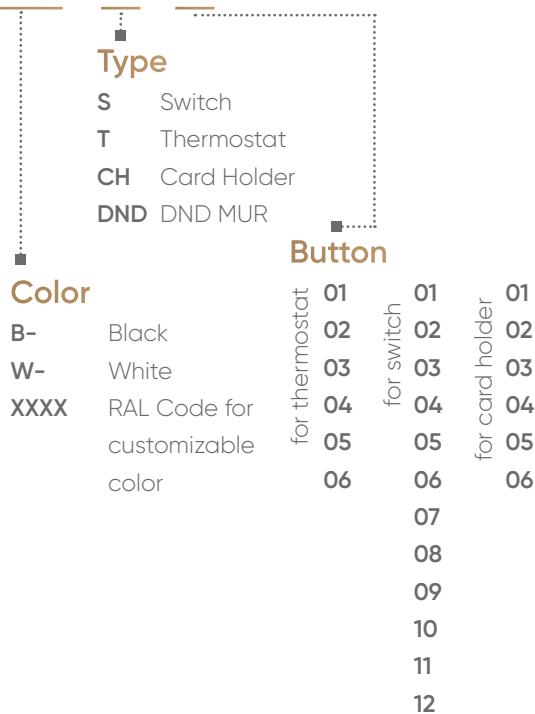 Type
S Switch
T Thermostat
CH Card Holder
DND DND MUR
Button
for thermostat
01
02
03
04
05
06
for switch
01
02
03
04
05
06
07
08
09
10
11
12
for card holder
01
02
03
04
05
06
Color
B- Black
W- White
XXXX RAL Code for
customizable
color